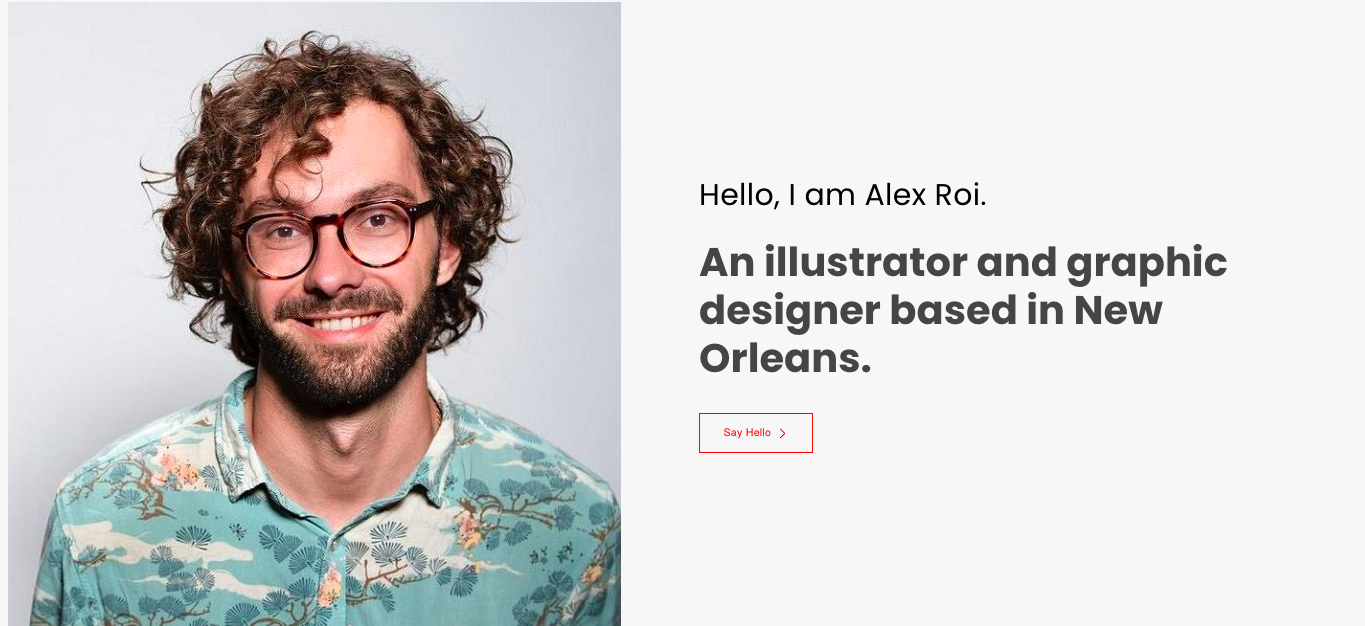 Hello, I am Alex Roi.
An illustrator and graphic
designer based in New
Orleans.
Say Hello